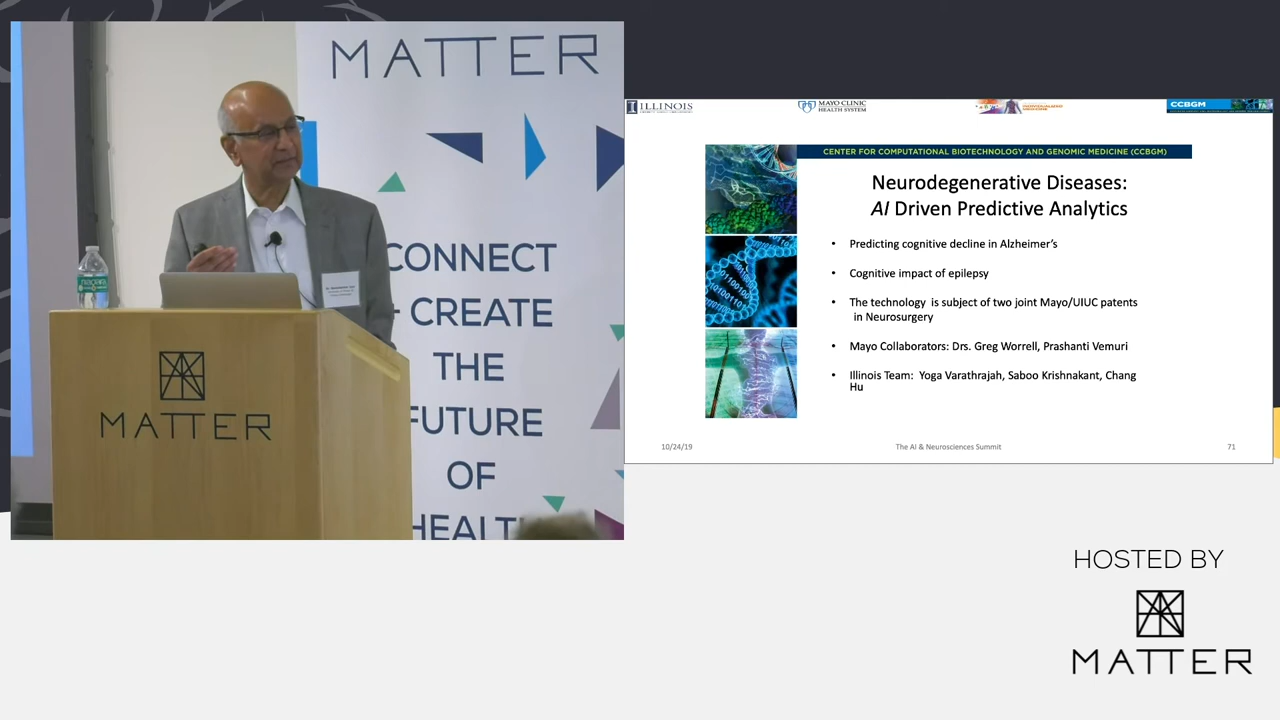 MATTER
CONNECT
+ CREATE
THE
FUTURE
OF
HEALTH
MATTER
ILLINOIS
MAYO CLINIC
HEALTH SYSTEM
CCBGM
CENTER FOR COMPUTATIONAL BIOTECHNOLOGY AND GENOMIC MEDICINE (CCBGM)
Neurodegenerative Diseases:
AI Driven Predictive Analytics
• Predicting cognitive decline in Alzheimer's
• Cognitive impact of epilepsy
• The technology is subject of two joint Mayo/UIUC patents
in Neurosurgery
• Mayo Collaborators: Drs. Greg Worrell, Prashanti Vemuri
• Illinois Team: Yoga Varathrajah, Saboo Krishnakant, Chang
Hu
10/24/19
The AI & Neurosciences Summit
71
HOSTED BY
MATTER